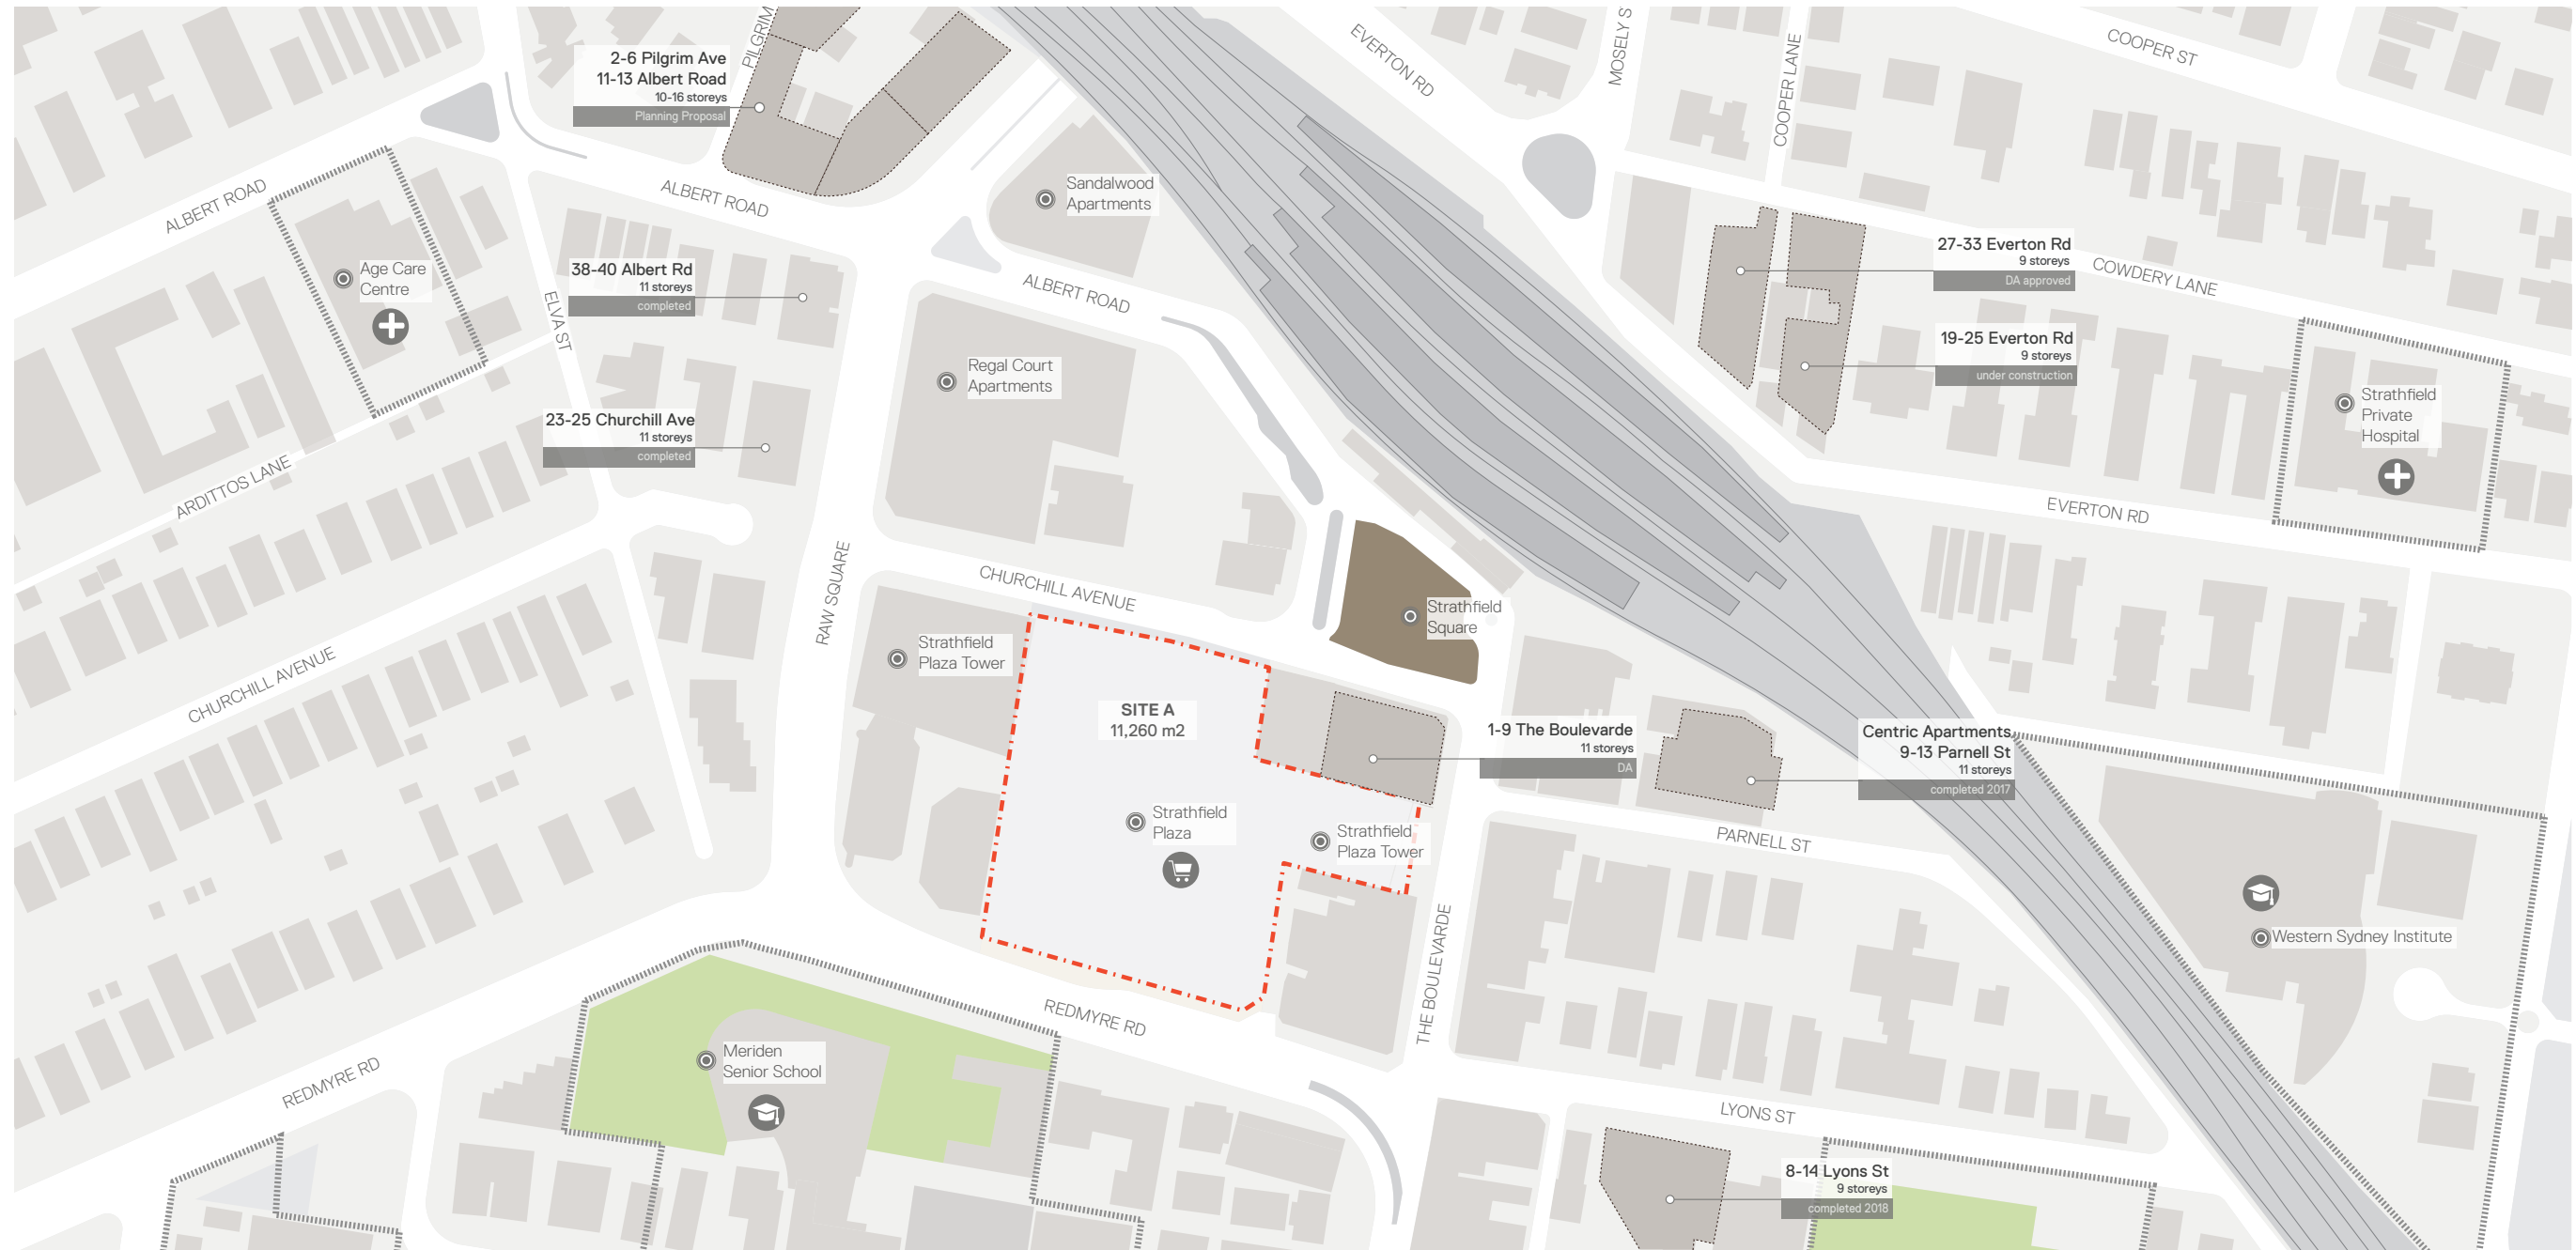 PILGRIM
2-6 Pilgrim Ave
11-13 Albert Road
10-16 storeys
Planning Proposal
EVERTON RD
MOSELY S
COOPER LANE
COOPER ST
ALBERT ROAD
ALBERT ROAD
Sandalwood
Apartments
Age Care
Centre
38-40 Albert Rd
11 storeys
completed
ELVA ST
ALBERT ROAD
27-33 Everton Rd
9 storeys
DA approved
COWDERY LANE
19-25 Everton Rd
9 storeys
under construction
Regal Court
Apartments
23-25 Churchill Ave
11 storeys
completed
Strathfield
Private
Hospital
ARDITTOS LANE
EVERTON RD
RAW SQUARE
CHURCHILL AVENUE
Strathfield
Square
Strathfield
Plaza Tower
CHURCHILL AVENUE
SITE A
11,260 m2
1-9 The Boulevarde
11 storeys
DA
Centric Apartments
9-13 Parnell St
11 storeys
completed 2017
Strathfield
Plaza
Strathfield
Plaza Tower
PARNELL ST
THE BOULEVARDE
Western Sydney Institute
REDMYRE RD
Meriden
Senior School
REDMYRE RD
LYONS ST
8-14 Lyons St
9 storeys
completed 2018